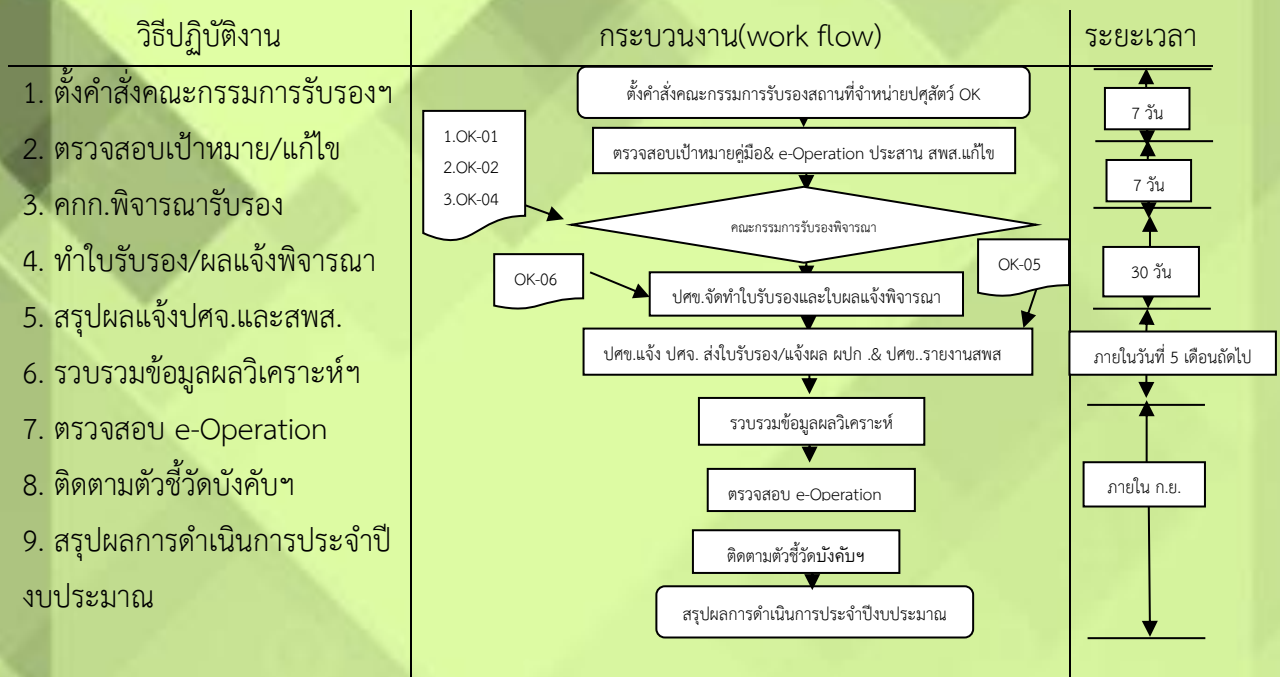 วิธีปฏิบัติงาน
1. ตั้งคำสั่งคณะกรรมการรับรองฯ
2. ตรวจสอบเป้าหมาย/แก้ไข
3. คกก.พิจารณารับรอง
4. ทำใบรับรอง/ผลแจ้งพิจารณา
5. สรุปผลแจ้งปศจ.และสพส.
6. รวบรวมข้อมูลผลวิเคราะห์ฯ
7. ตรวจสอบ e-Operation
8. ติดตามตัวชี้วัดบังคับฯ
9. สรุปผลการดำเนินการประจำปี
งบประมาณ
กระบวนงาน(work flow)
ตั้งคำสั่งคณะกรรมการรับรองสถานที่จำหน่ายปศุสัตว์ OK
1.OK-01
2.OK-02
3.OK-04
ตรวจสอบเป้าหมายคู่มือ& e-Operation ประสาน สพส.แก้ไข
คณะกรรมการรับรองพิจารณา
OK-06
OK-05
ปศข.จัดทำใบรับรองและใบผลแจ้งพิจารณา
ปศข.แจ้ง ปศจ. ส่งใบรับรอง/แจ้งผล ผปก .& ปศข..รายงานสพส
รวบรวมข้อมูลผลวิเคราะห์
ตรวจสอบ e-Operation
ติดตามตัวชี้วัดบังคับฯ
สรุปผลการดำเนินการประจำปีงบประมาณ
ระยะเวลา
7 วัน
7 วัน
30 วัน
ภายในวันที่ 5 เดือนถัดไป
ภายใน ก.ย.